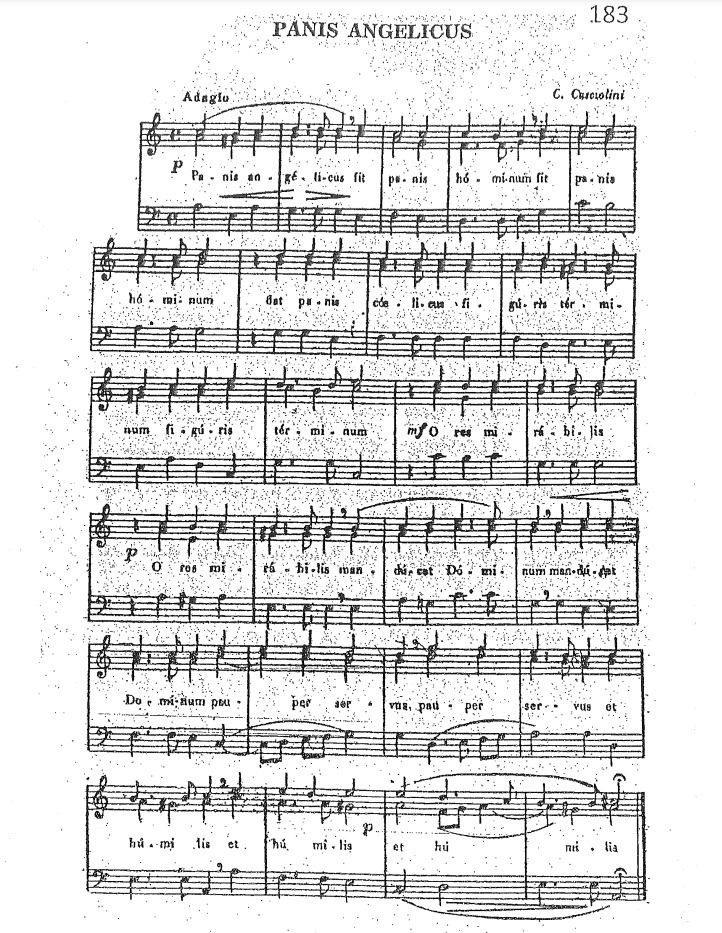 183
PANIS ANGELICUS
Adagio
C. Casciolini
p
Pa - nis an - gé - li-cus fit pa - nis hó - mi-num fit pa - nis
hó - mi - num dat pa - nis cóe - li - cus fi - gú - ris tér - mi -
num fi - gú - ris tér - mi - num mf O res mi - rá - bi - lis
p
O res mi - rá - bi - lis man - dú - cat Dó - mi - num man - dú - cat
Do - mi - num pau - per ser - vus, pau - per ser - vus et
hú - mi lis et hú mi - lis p et hú mi - lis